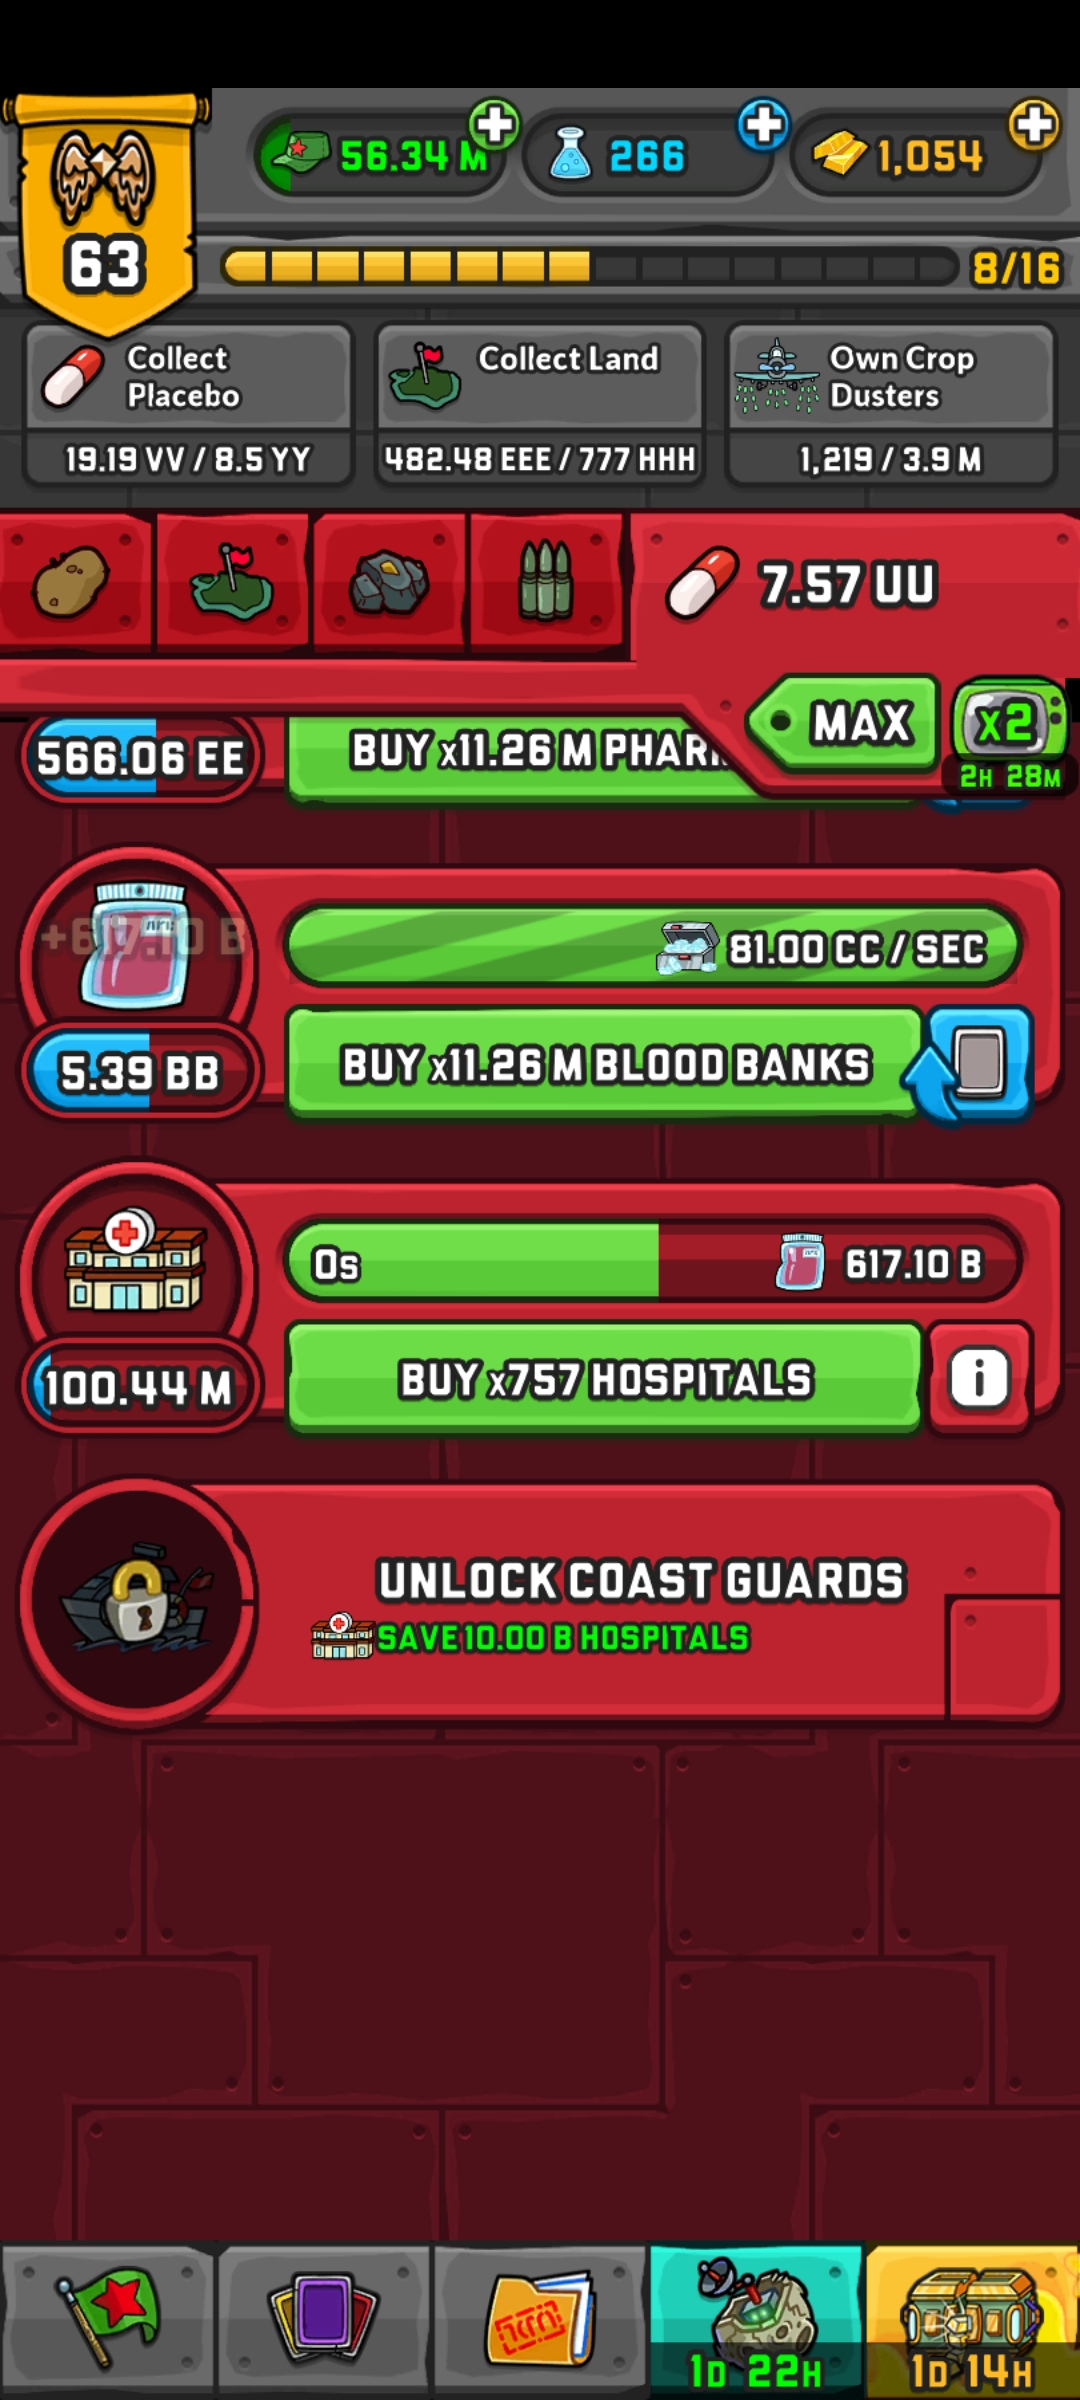 56.34 M
266
1,054
63
8/16
Collect
Placebo
19.19 VV / 8.5 YY
Collect Land
482.48 EEE / 777 HHH
Own Crop
Dusters
1,219 / 3.9 M
7.57 UU
MAX
x2
2H 28M
566.06 EE
BUY x11.26 M
+617.10 B
81.00 CC / SEC
5.39 BB
BUY x11.26 M BLOOD BANKS
0s
617.10 B
100.44 M
BUY x757 HOSPITALS
i
UNLOCK COAST GUARDS
SAVE 10.00 B HOSPITALS
1D 22H
1D 14H